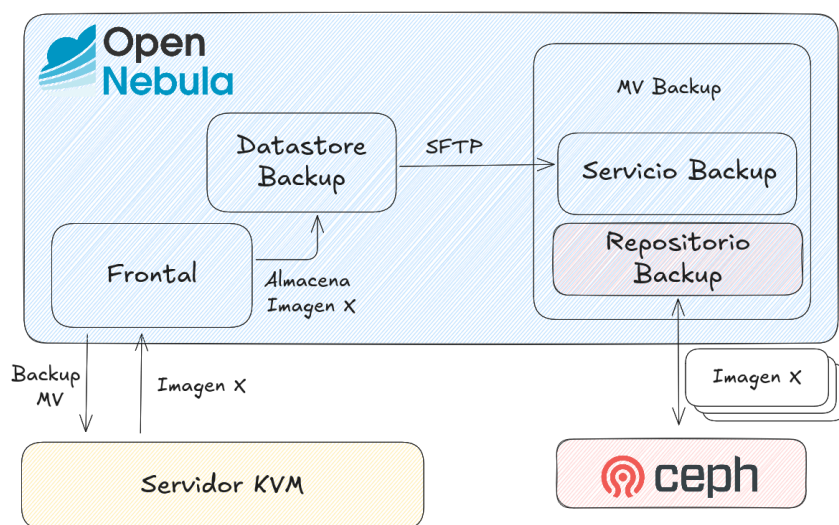 Open
Nebula
MV Backup
Datastore
Backup
SFTP
Servicio Backup
Repositorio
Backup
Frontal
Almacena
Imagen X
Backup
MV
Imagen X
Imagen X
Servidor KVM
ceph